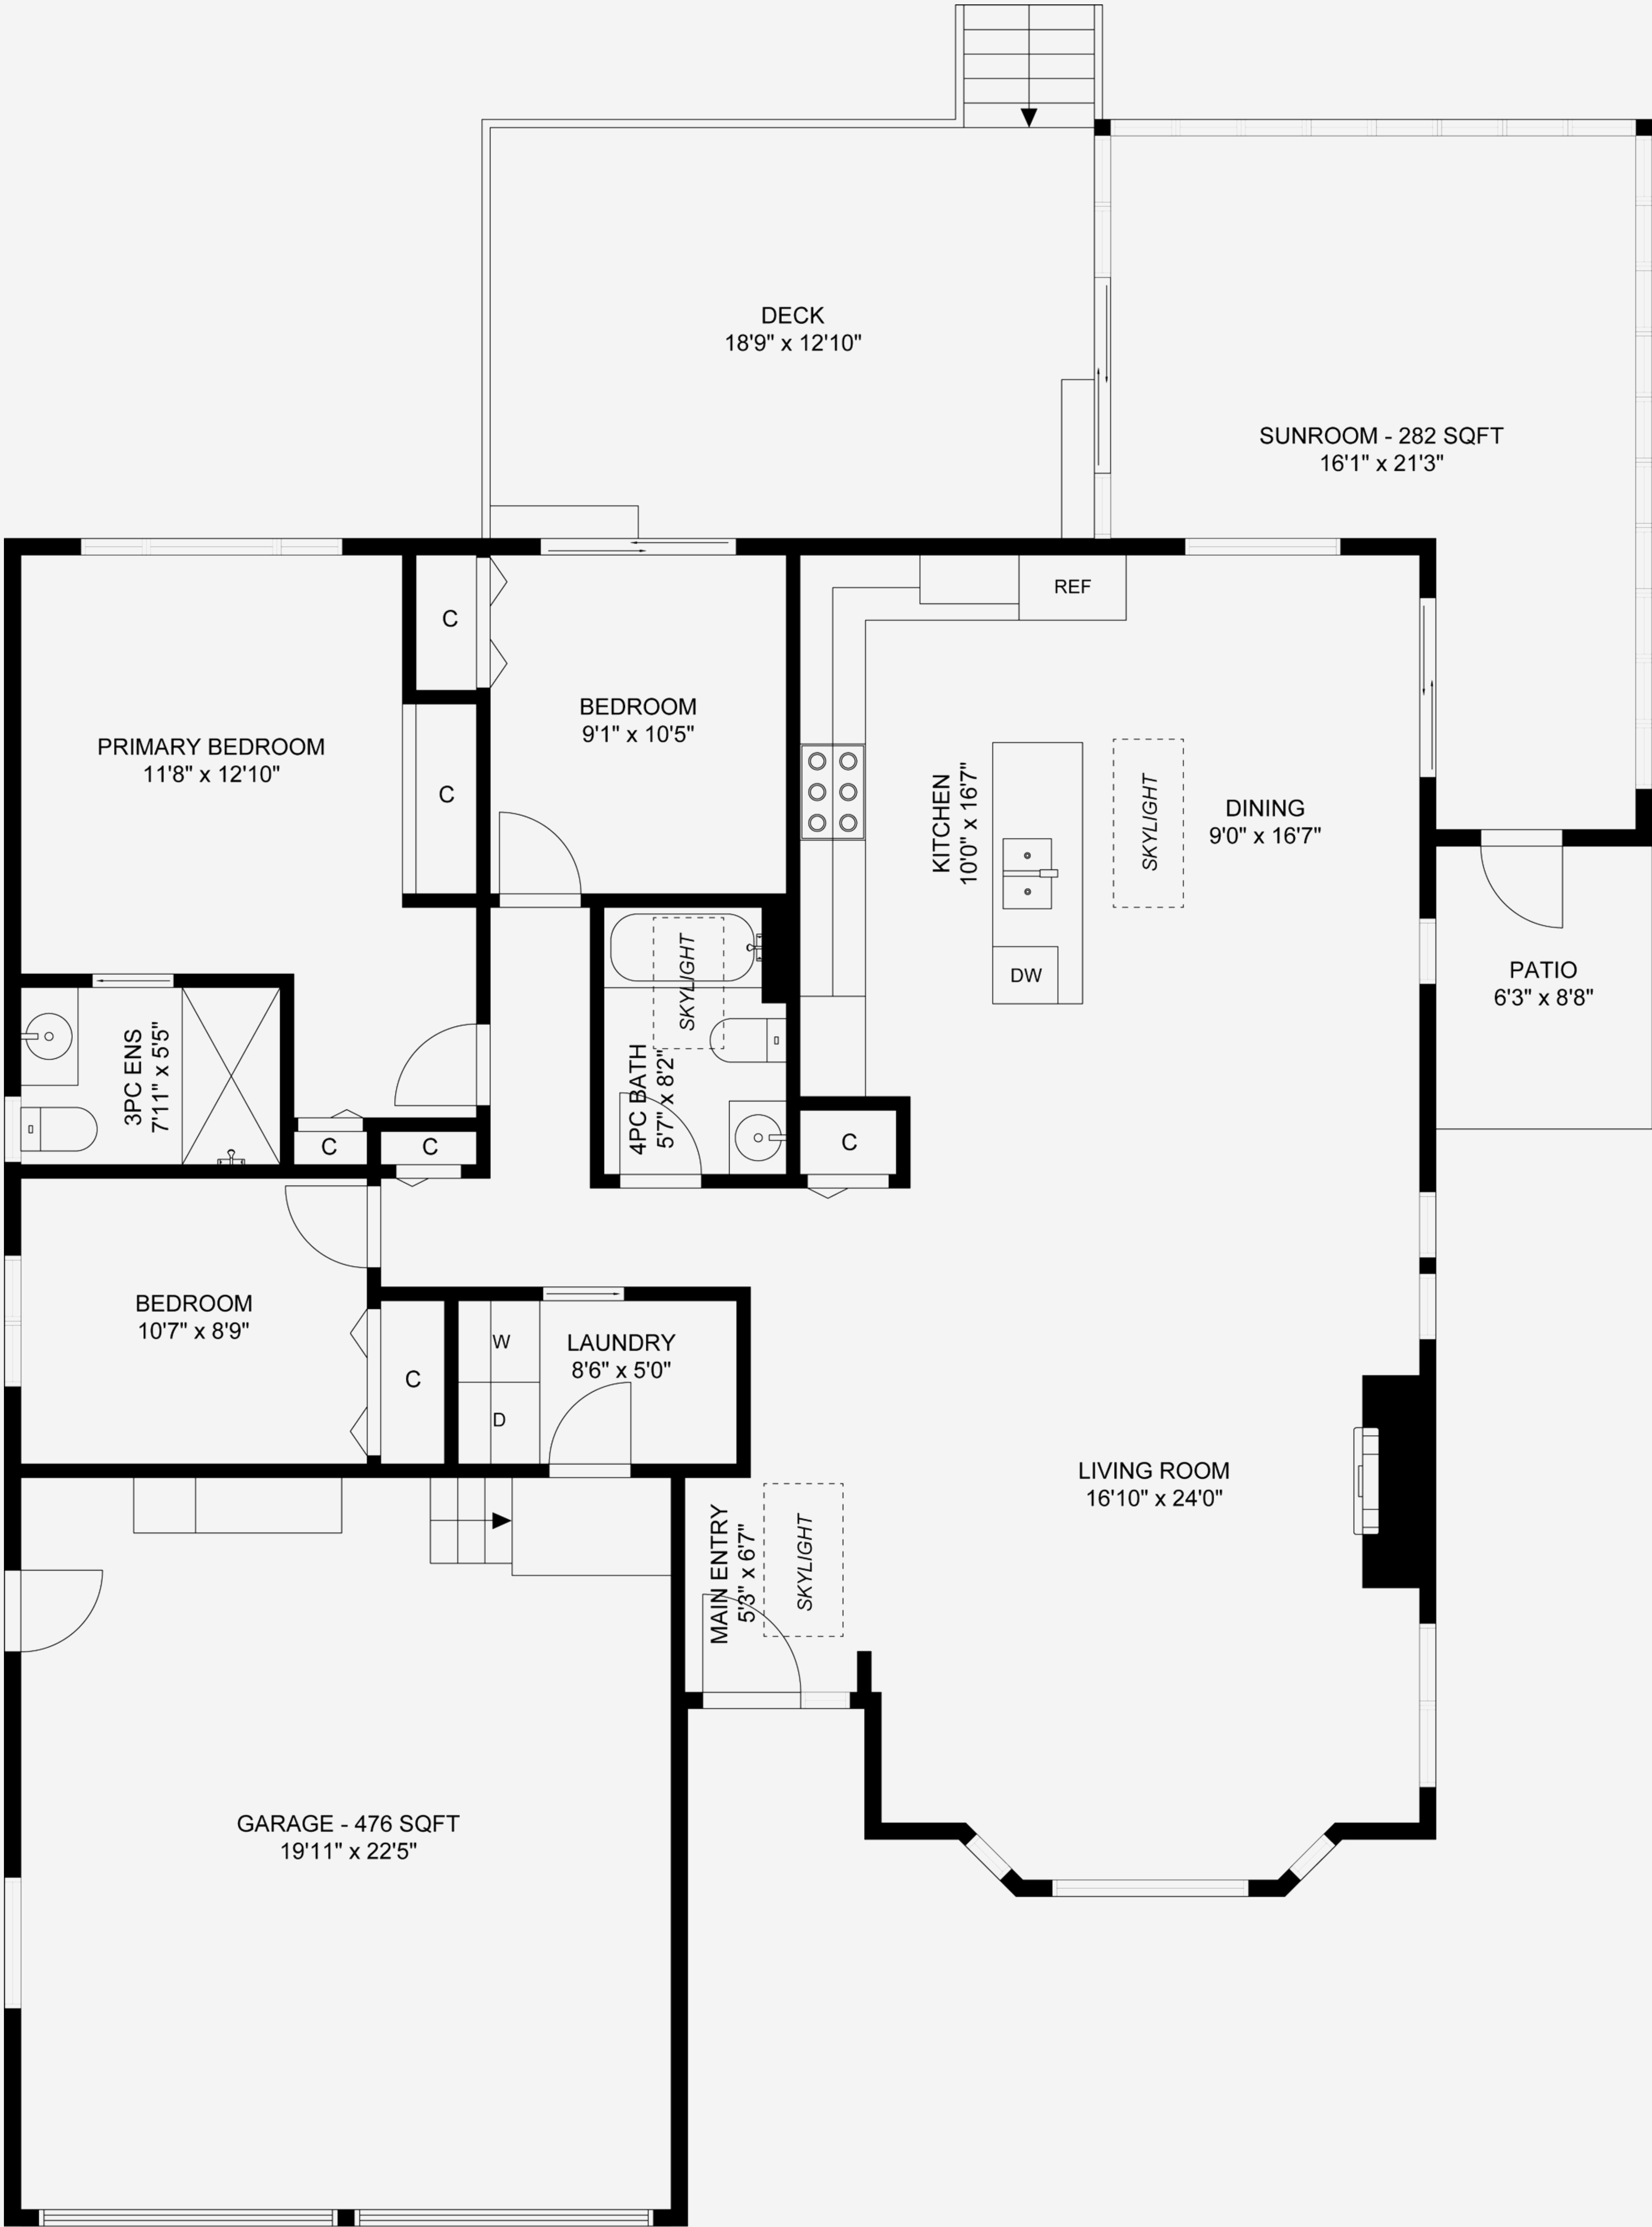 DECK
18'9" x 12'10"
SUNROOM - 282 SQFT
16'1" x 21'3"
REF
C
BEDROOM
9'1" x 10'5"
PRIMARY BEDROOM
11'8" x 12'10"
C
KITCHEN
10'0" x 16'7"
SKYLIGHT
DINING
9'0" x 16'7"
DW
PATIO
6'3" x 8'8"
SKYLIGHT
3PC ENS
7'11" x 5'5"
4PC BATH
5'7" x 8'2"
C
C
C
BEDROOM
10'7" x 8'9"
C
W
D
LAUNDRY
8'6" x 5'0"
LIVING ROOM
16'10" x 24'0"
MAIN ENTRY
5'3" x 6'7"
SKYLIGHT
GARAGE - 476 SQFT
19'11" x 22'5"